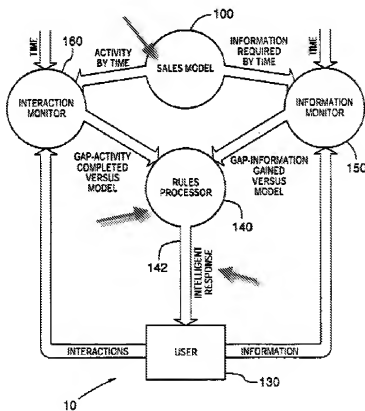 100
160
TIME
ACTIVITY
BY TIME
SALES MODEL
INFORMATION
REQUIRED
BY TIME
TIME
INTERACTION
MONITOR
INFORMATION
MONITOR
150
GAP-ACTIVITY
COMPLETED
VERSUS
MODEL
GAP-INFORMATION
GAINED
VERSUS
MODEL
RULES
PROCESSOR
140
142
INTELLIGENT
RESPONSE
INTERACTIONS
USER
INFORMATION
10
130